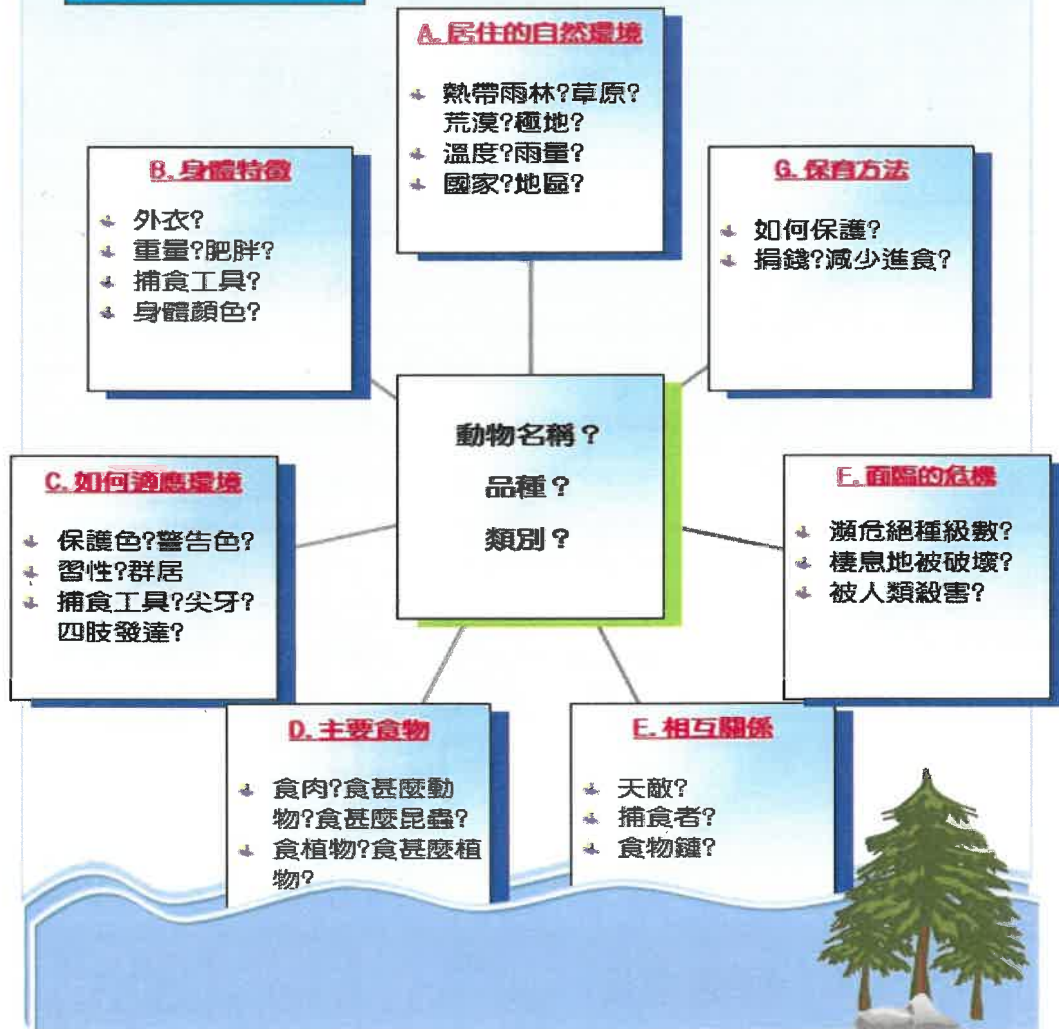 A. 居住的自然環境
熱帶雨林?草原?
荒漠?極地?
溫度?雨量?
國家?地區?
B. 身體特徵
外衣?
重量?肥胖?
捕食工具?
身體顏色?
G. 保育方法
如何保護?
捐錢?減少進食?
動物名稱?
品種?
類別?
C. 如何適應環境
保護色?警告色?
習性?群居
捕食工具?尖牙?
四肢發達?
F. 面臨的危機
瀕危絕種級數?
棲息地被破壞?
被人類殺害?
D. 主要食物
食肉?食甚麼動
物?食甚麼昆蟲?
食植物?食甚麼植
物?
E. 相互關係
天敵?
捕食者?
食物鏈?